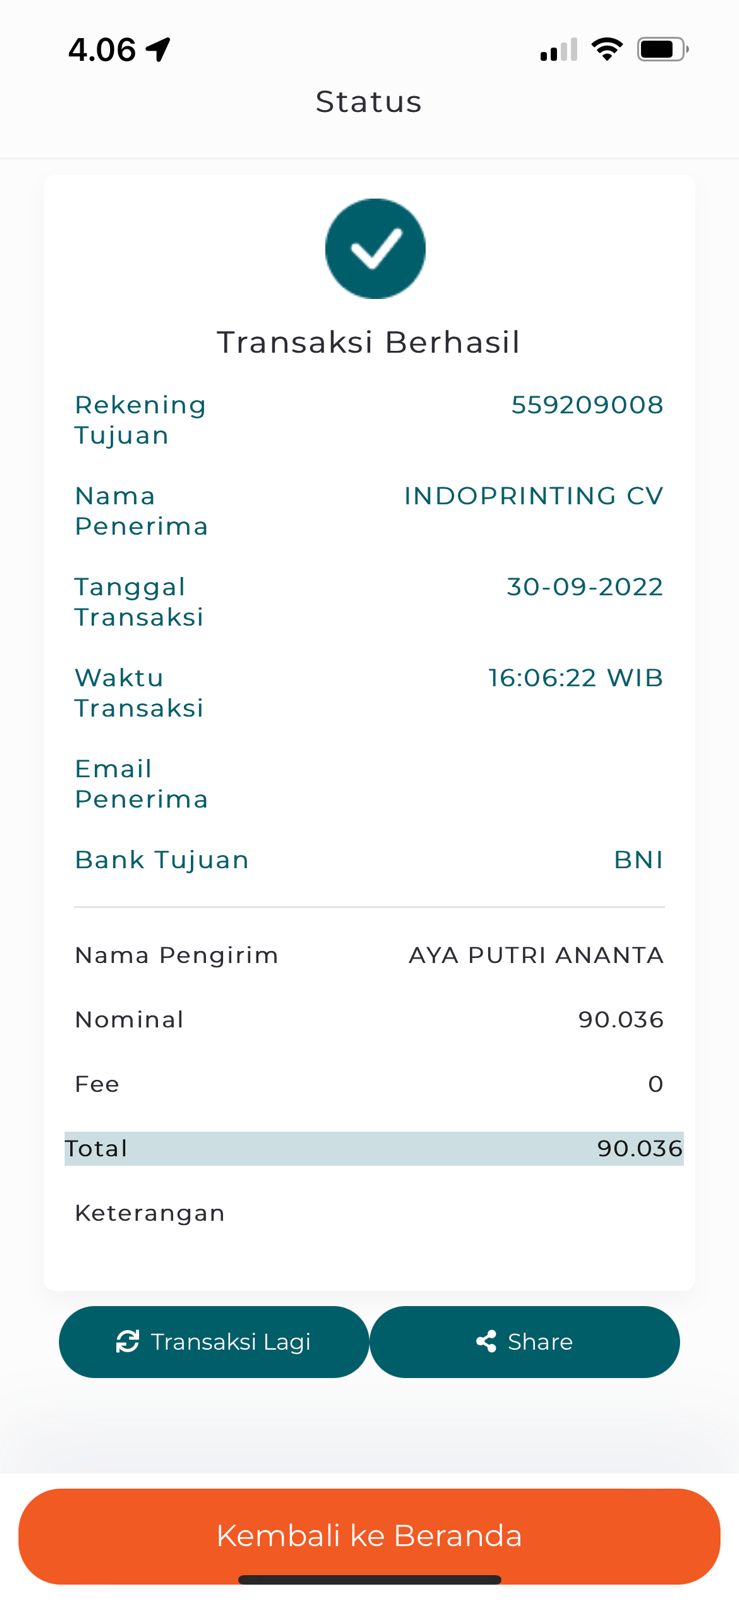 4.06
Status
Transaksi Berhasil
Rekening Tujuan 559209008
Nama Penerima INDOPRINTING CV
Tanggal Transaksi 30-09-2022
Waktu Transaksi 16:06:22 WIB
Email Penerima
Bank Tujuan BNI
Nama Pengirim AYA PUTRI ANANTA
Nominal 90.036
Fee 0
Total 90.036
Keterangan
Transaksi Lagi Share
Kembali ke Beranda